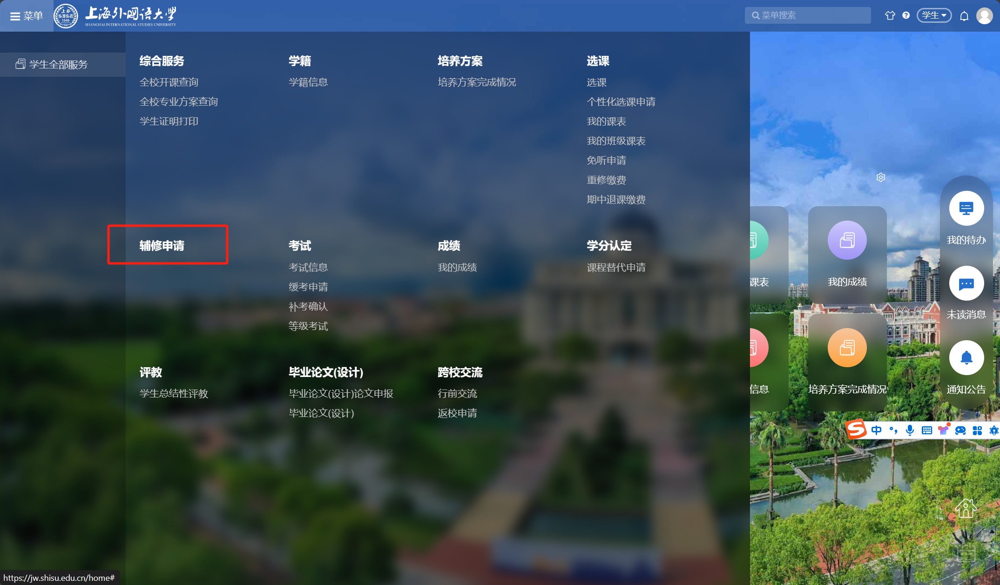 菜单
上外
SISU
1949
上海外国语大学
SHANGHAI INTERNATIONAL STUDIES UNIVERSITY
菜单搜索
学生
学生全部服务
综合服务
全校开课查询
全校专业方案查询
学生证明打印
学籍
学籍信息
培养方案
培养方案完成情况
选课
选课
个性化选课申请
我的课表
我的班级课表
免听申请
重修缴费
期中退课缴费
辅修申请
考试
考试信息
缓考申请
补考确认
等级考试
成绩
我的成绩
学分认定
课程替代申请
评教
学生总结性评教
毕业论文(设计)
毕业论文(设计)论文申报
毕业论文(设计)
跨校交流
行前交流
返校申请
课表
我的成绩
信息
培养方案完成情况
我的待办
未读消息
通知公告
中
https://jw.shisu.edu.cn/home#